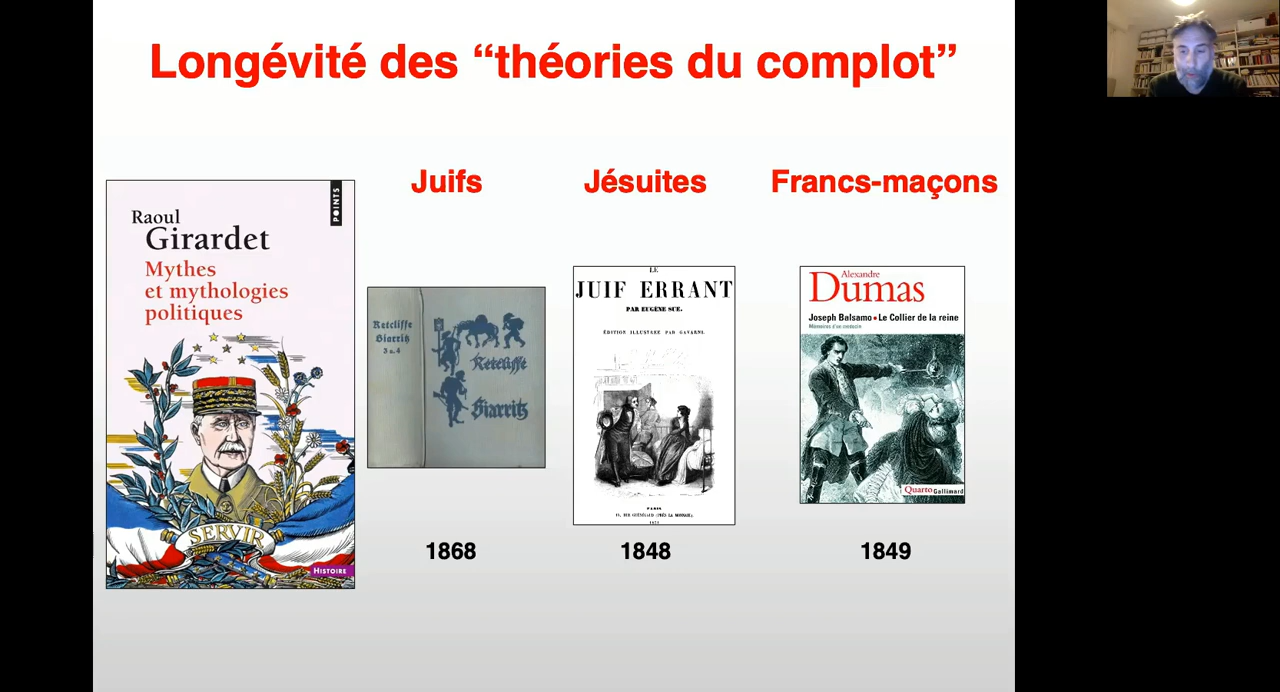 Longévité des “théories du complot”
Juifs
Jésuites
Francs-maçons
POINTS
Raoul
Girardet
Mythes
et mythologies
politiques
SERVIR
HISTOIRE
Retcliffe
Biarritz
3 u. 4
Retcliffe
Biarritz
LE
JUIF ERRANT
PAR EUGÈNE SUE.
ÉDITION ILLUSTRÉE PAR GAVARNI.
PARIS
Alexandre
Dumas
Joseph Balsamo • Le Collier de la reine
Mémoires d'un médecin
Quarto Gallimard
1868
1848
1849